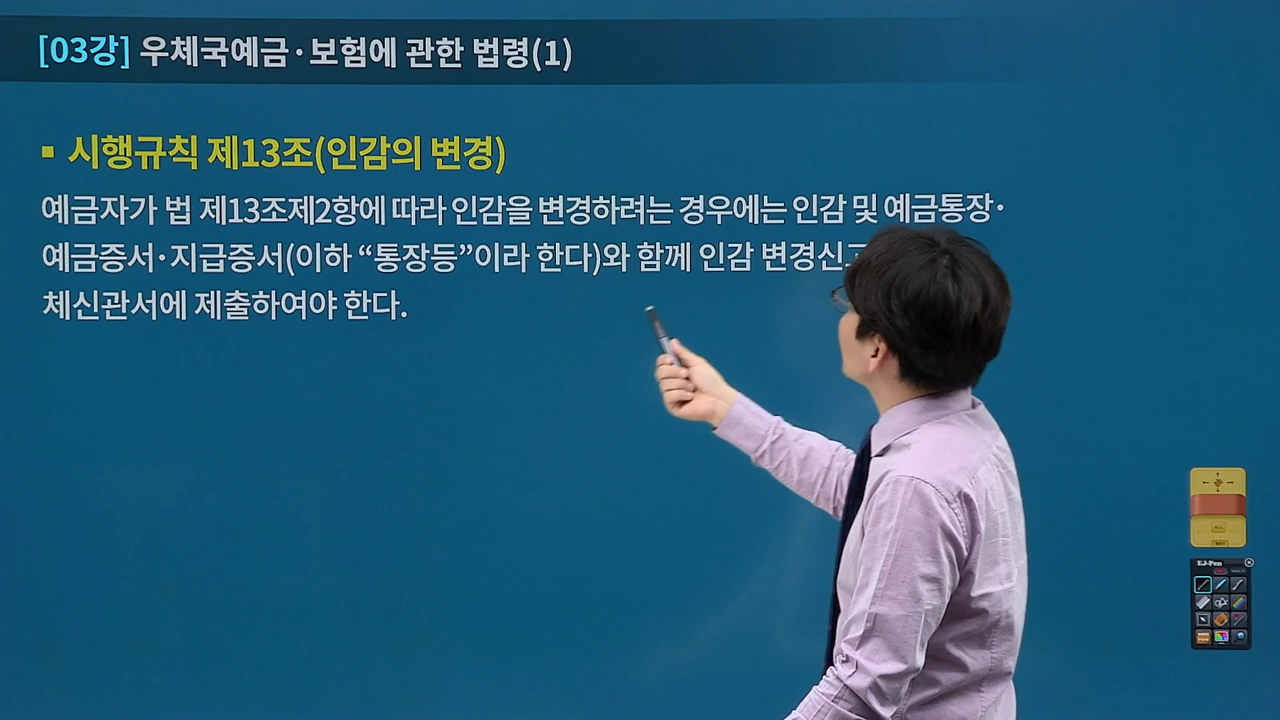 [03강] 우체국예금·보험에 관한 법령(1)
▪ 시행규칙 제13조(인감의 변경)
예금자가 법 제13조제2항에 따라 인감을 변경하려는 경우에는 인감 및 예금통장·
예금증서·지급증서(이하 “통장등”이라 한다)와 함께 인감
체신관서에 제출하여야 한다.
ALL
EJ-Pen